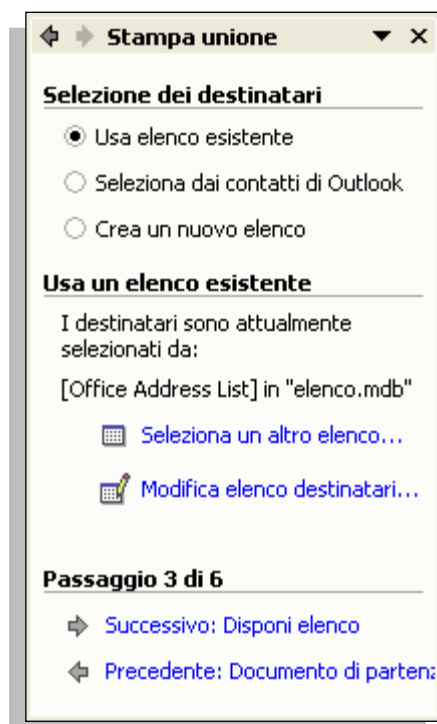 Stampa unione
Selezione dei destinatari
Usa elenco esistente
Seleziona dai contatti di Outlook
Crea un nuovo elenco
Usa un elenco esistente
I destinatari sono attualmente
selezionati da:
[Office Address List] in "elenco.mdb"
Seleziona un altro elenco...
Modifica elenco destinatari...
Passaggio 3 di 6
Successivo: Disponi elenco
Precedente: Documento di partenz